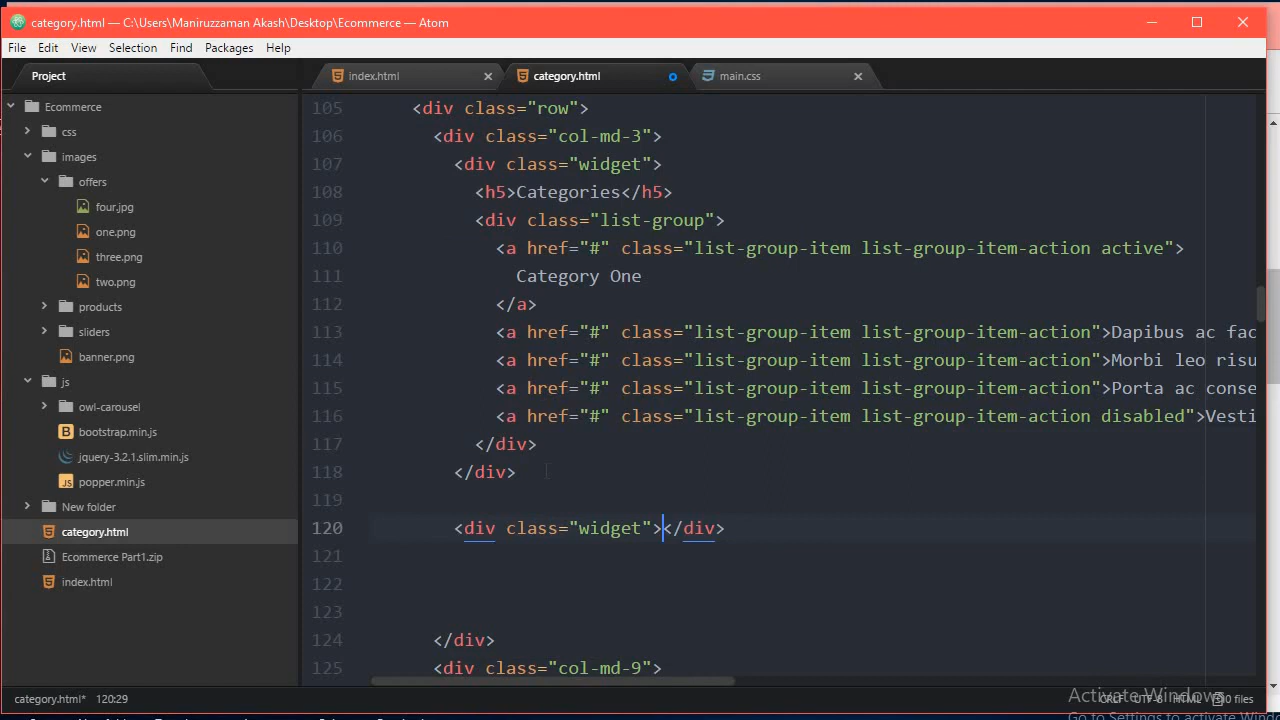 category.html — C:\Users\Maniruzzaman Akash\Desktop\Ecommerce — Atom
File Edit View Selection Find Packages Help
Project
index.html
category.html
main.css
Ecommerce
css
images
offers
four.jpg
one.png
three.png
two.png
products
sliders
banner.png
js
owl-carousel
bootstrap.min.js
jquery-3.2.1.slim.min.js
popper.min.js
New folder
category.html
Ecommerce Part1.zip
index.html
105 <div class="row">
106 <div class="col-md-3">
107 <div class="widget">
108 <h5>Categories</h5>
109 <div class="list-group">
110 <a href="#" class="list-group-item list-group-item-action active">
111 Category One
112 </a>
113 <a href="#" class="list-group-item list-group-item-action">Dapibus ac fac
114 <a href="#" class="list-group-item list-group-item-action">Morbi leo risu
115 <a href="#" class="list-group-item list-group-item-action">Porta ac conse
116 <a href="#" class="list-group-item list-group-item-action disabled">Vesti
117 </div>
118 </div>
119
120 <div class="widget"></div>
121
122
123
124 </div>
125 <div class="col-md-9">
category.html* 120:29
CRLF UTF-8 HTML 0 files
Activate Windows